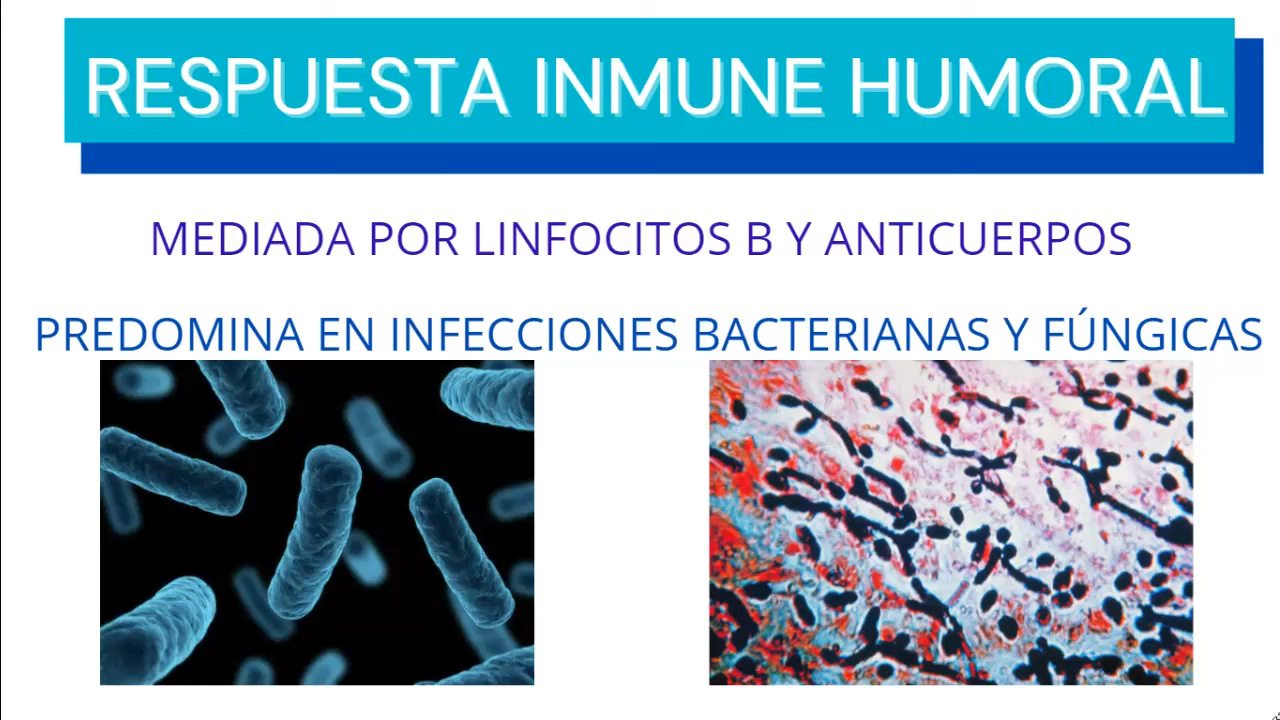 RESPUESTA INMUNE HUMORAL
MEDIADA POR LINFOCITOS B Y ANTICUERPOS
PREDOMINA EN INFECCIONES BACTERIANAS Y FÚNGICAS